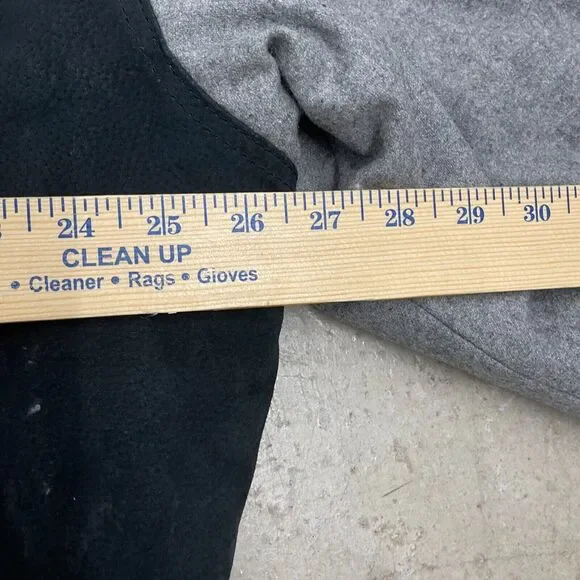 24 25 26 27 28 29 30
CLEAN UP
• Cleaner • Rags • Gloves